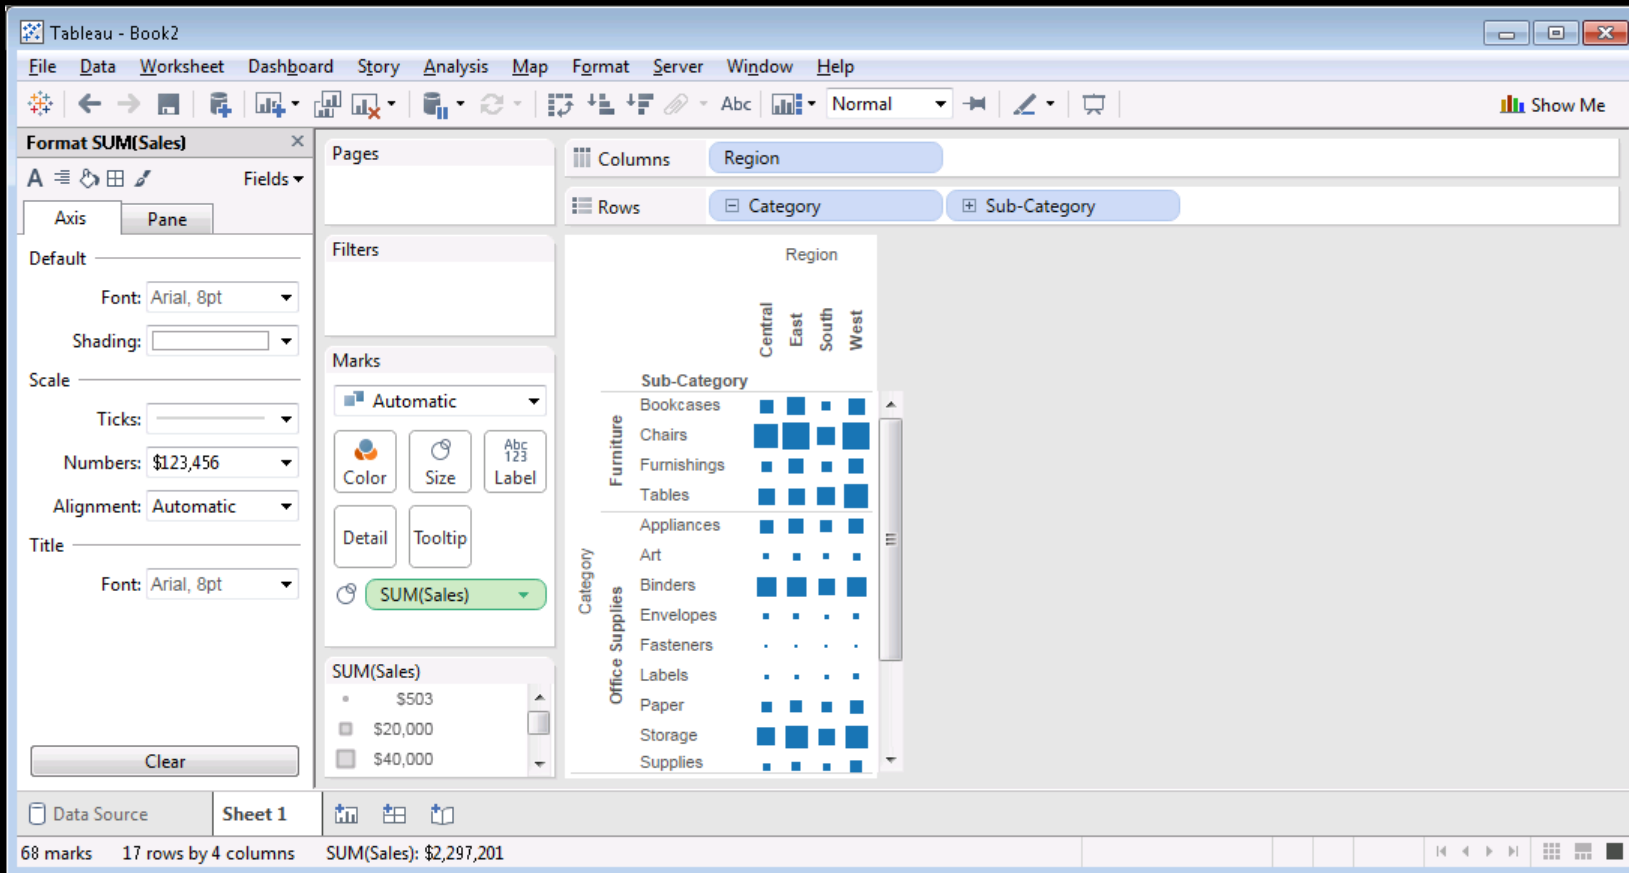 Tableau - Book2
File Data Worksheet Dashboard Story Analysis Map Format Server Window Help
Abc Normal Show Me
Format SUM(Sales)
Fields
Axis Pane
Default
Font: Arial, 8pt
Shading:
Scale
Ticks:
Numbers: $123,456
Alignment: Automatic
Title
Font: Arial, 8pt
Clear
Pages
Filters
Marks
Automatic
Color Size Abc 123 Label
Detail Tooltip
SUM(Sales)
SUM(Sales)
$503
$20,000
$40,000
Columns Region
Rows Category Sub-Category
Region
Central East South West
Sub-Category
Category
Furniture
Bookcases
Chairs
Furnishings
Tables
Office Supplies
Appliances
Art
Binders
Envelopes
Fasteners
Labels
Paper
Storage
Supplies
Data Source Sheet 1
68 marks 17 rows by 4 columns SUM(Sales): $2,297,201